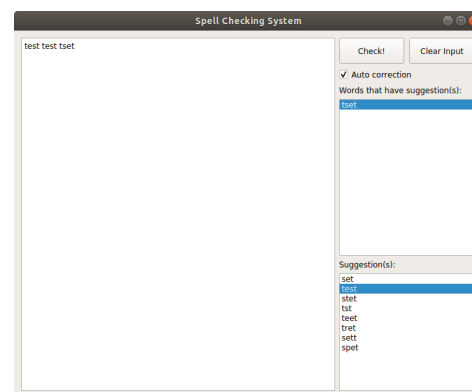 Spell Checking System
test test tset
Check!
Clear Input
Auto correction
Words that have suggestion(s):
tset
Suggestion(s):
set
test
stet
tst
teet
tret
sett
spet